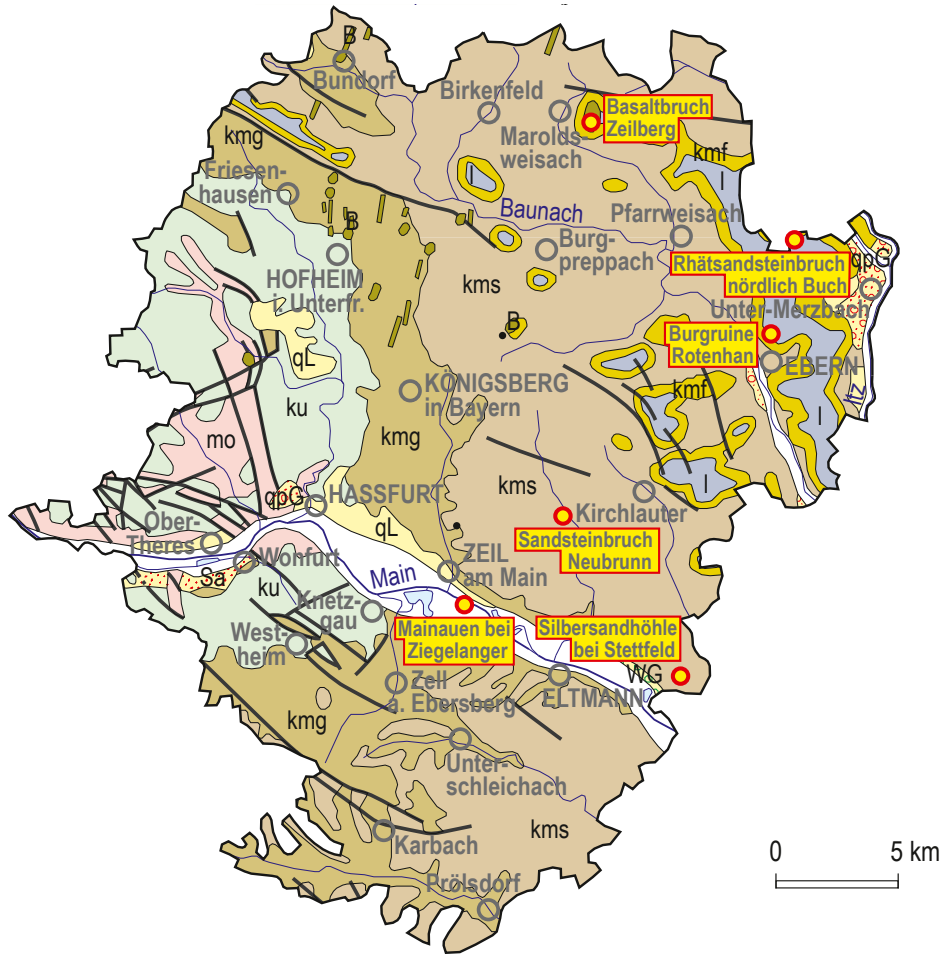 B
Bundorf
Birkenfeld
Marolds-
weisach
Basaltbruch
Zeilberg
kmg
kmf
l
l
Friesen-
hausen
Baunach
Pfarrweisach
B
HOFHEIM
i. Unterfr.
Burg-
preppach
Rhätsandsteinbruch
nördlich Buch
qpG
kms
Unter-Merzbach
B
Burgruine
Rotenhan
EBERN
Itz
qL
ku
KÖNIGSBERG
in Bayern
kmf
l
mo
kmg
kms
l
qpG
HASSFURT
qL
Kirchlauter
Ober-
Theres
Sandsteinbruch
Neubrunn
Wonfurt
ZEIL
am Main
Sa
ku
Main
Knetz-
gau
West-
heim
Mainauen bei
Ziegelanger
Silbersandhöhle
bei Stettfeld
WG
Zell
a. Ebersberg
ELTMANN
kmg
Unter-
schleichach
kms
Karbach
Prölsdorf
0 5 km